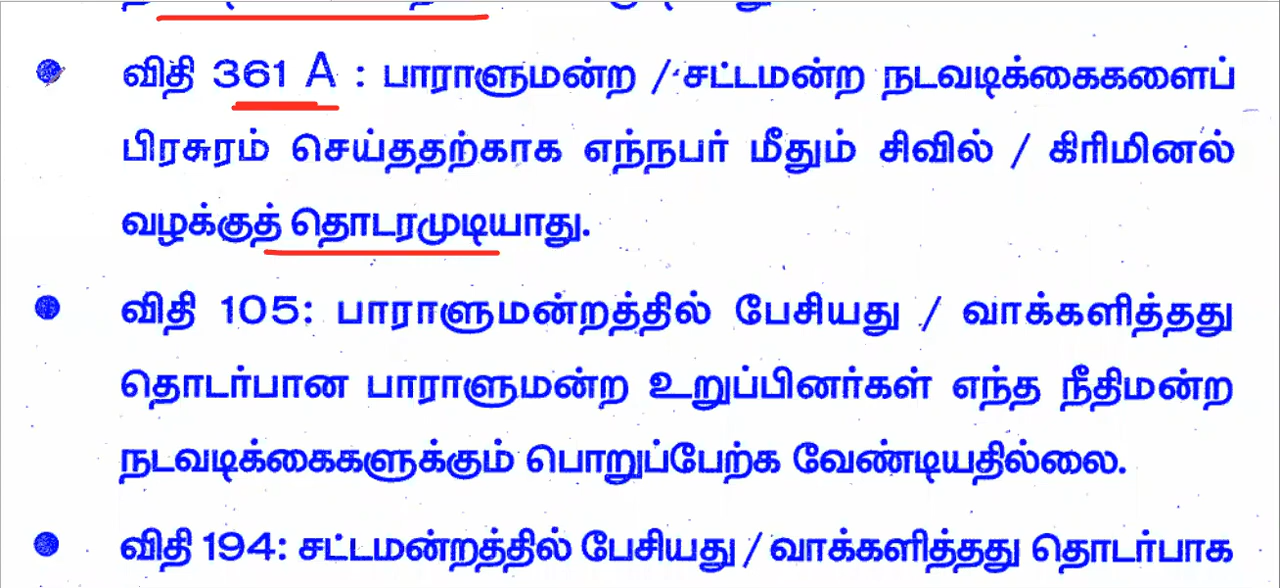 விதி 361 A : பாராளுமன்ற / சட்டமன்ற நடவடிக்கைகளைப்
பிரசுரம் செய்ததற்காக எந்நபர் மீதும் சிவில் / கிரிமினல்
வழக்குத் தொடரமுடியாது.
விதி 105: பாராளுமன்றத்தில் பேசியது / வாக்களித்தது
தொடர்பான பாராளுமன்ற உறுப்பினர்கள் எந்த நீதிமன்ற
நடவடிக்கைகளுக்கும் பொறுப்பேற்க வேண்டியதில்லை.
விதி 194: சட்டமன்றத்தில் பேசியது / வாக்களித்தது தொடர்பாக